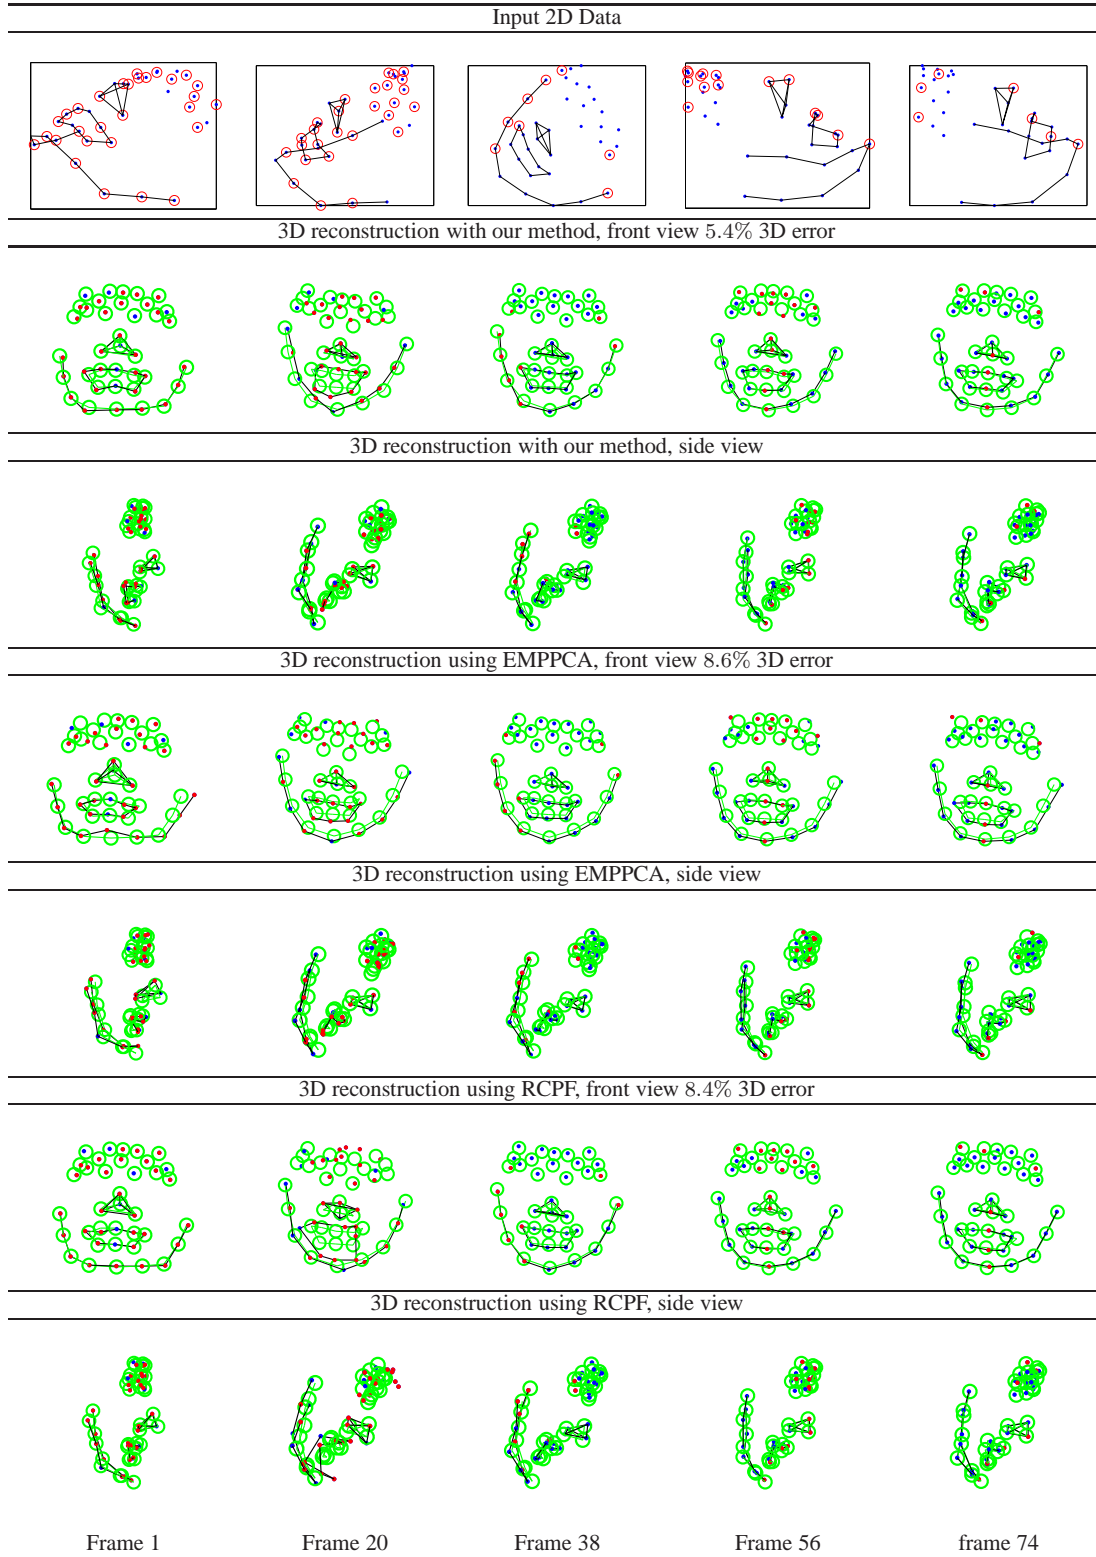 Input 2D Data
3D reconstruction with our method, front view 5.4% 3D error
3D reconstruction with our method, side view
3D reconstruction using EMPPCA, front view 8.6% 3D error
3D reconstruction using EMPPCA, side view
3D reconstruction using RCPF, front view 8.4% 3D error
3D reconstruction using RCPF, side view
Frame 1 Frame 20 Frame 38 Frame 56 frame 74